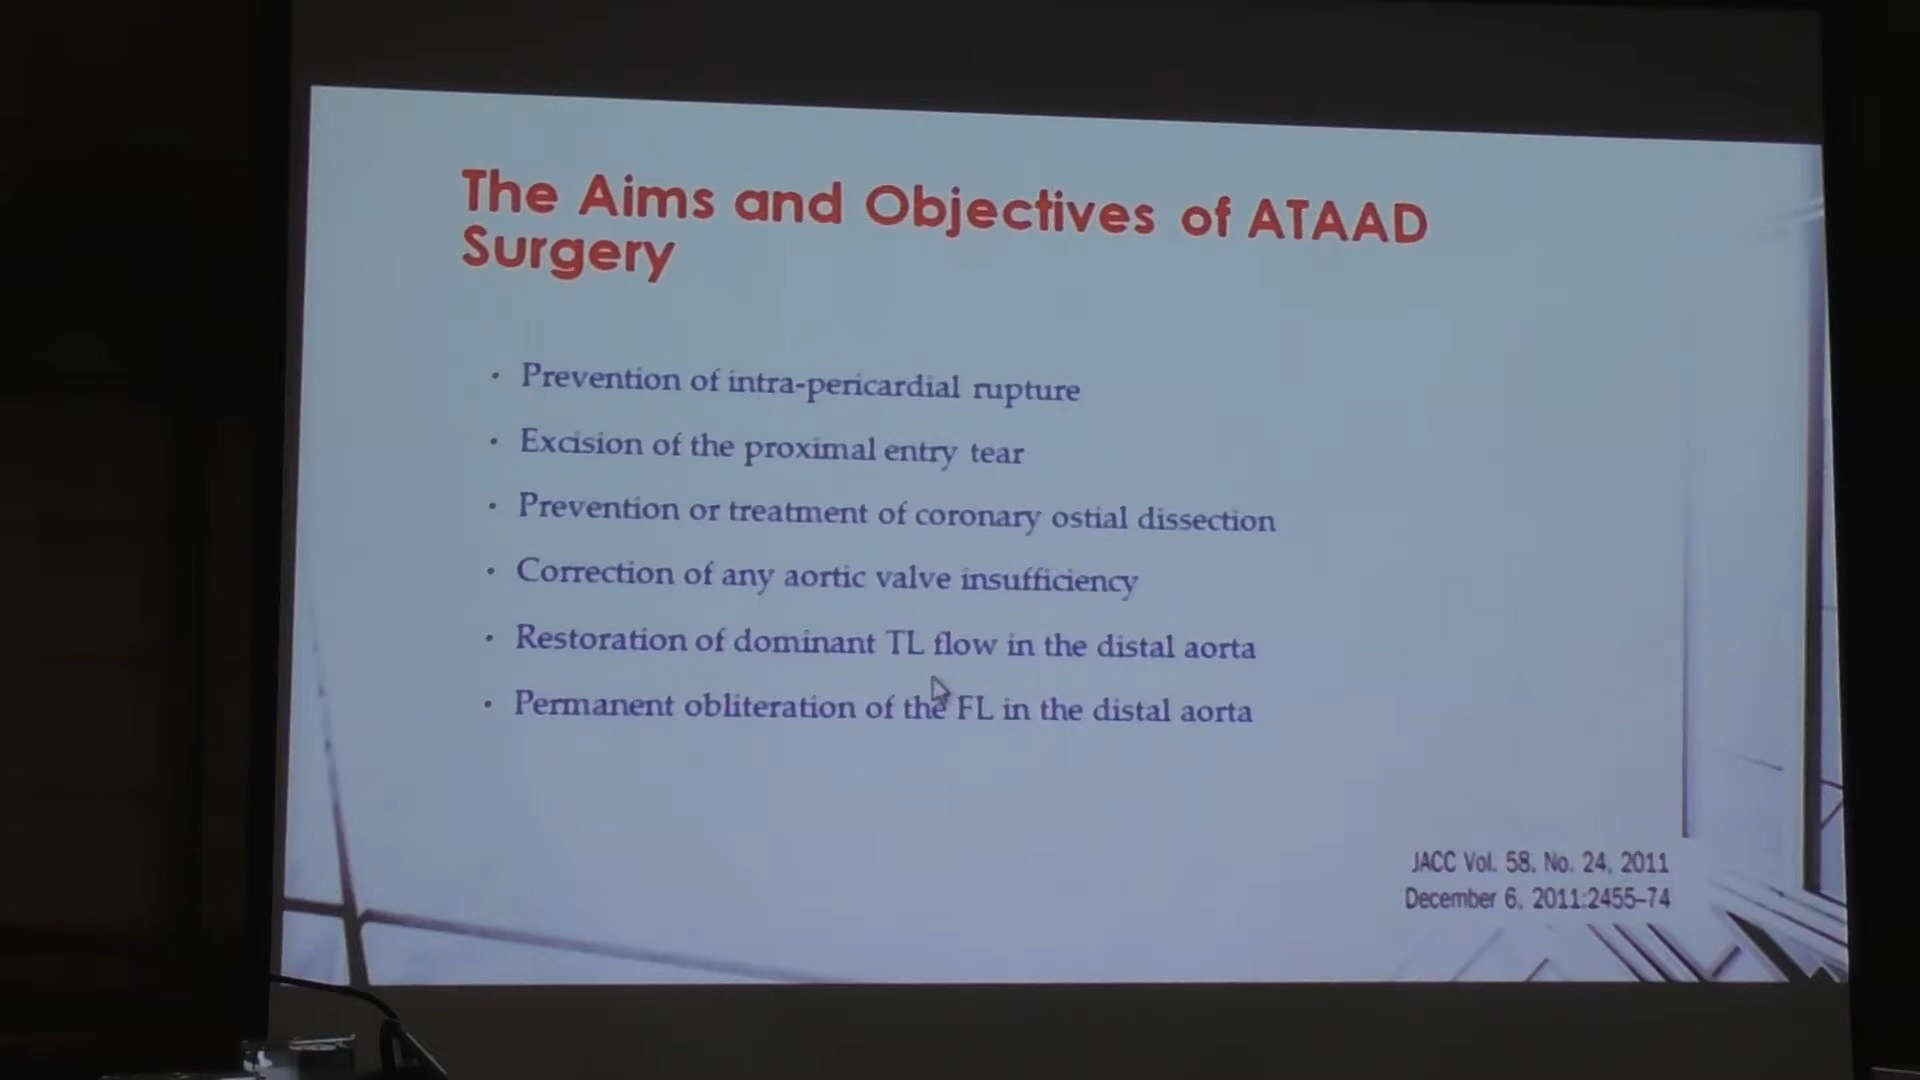 The Aims and Objectives of ATAAD
Surgery
• Prevention of intra-pericardial rupture
• Excision of the proximal entry tear
• Prevention or treatment of coronary ostial dissection
• Correction of any aortic valve insufficiency
• Restoration of dominant TL flow in the distal aorta
• Permanent obliteration of the FL in the distal aorta
JACC Vol. 58, No. 24, 2011
December 6, 2011:2455–74